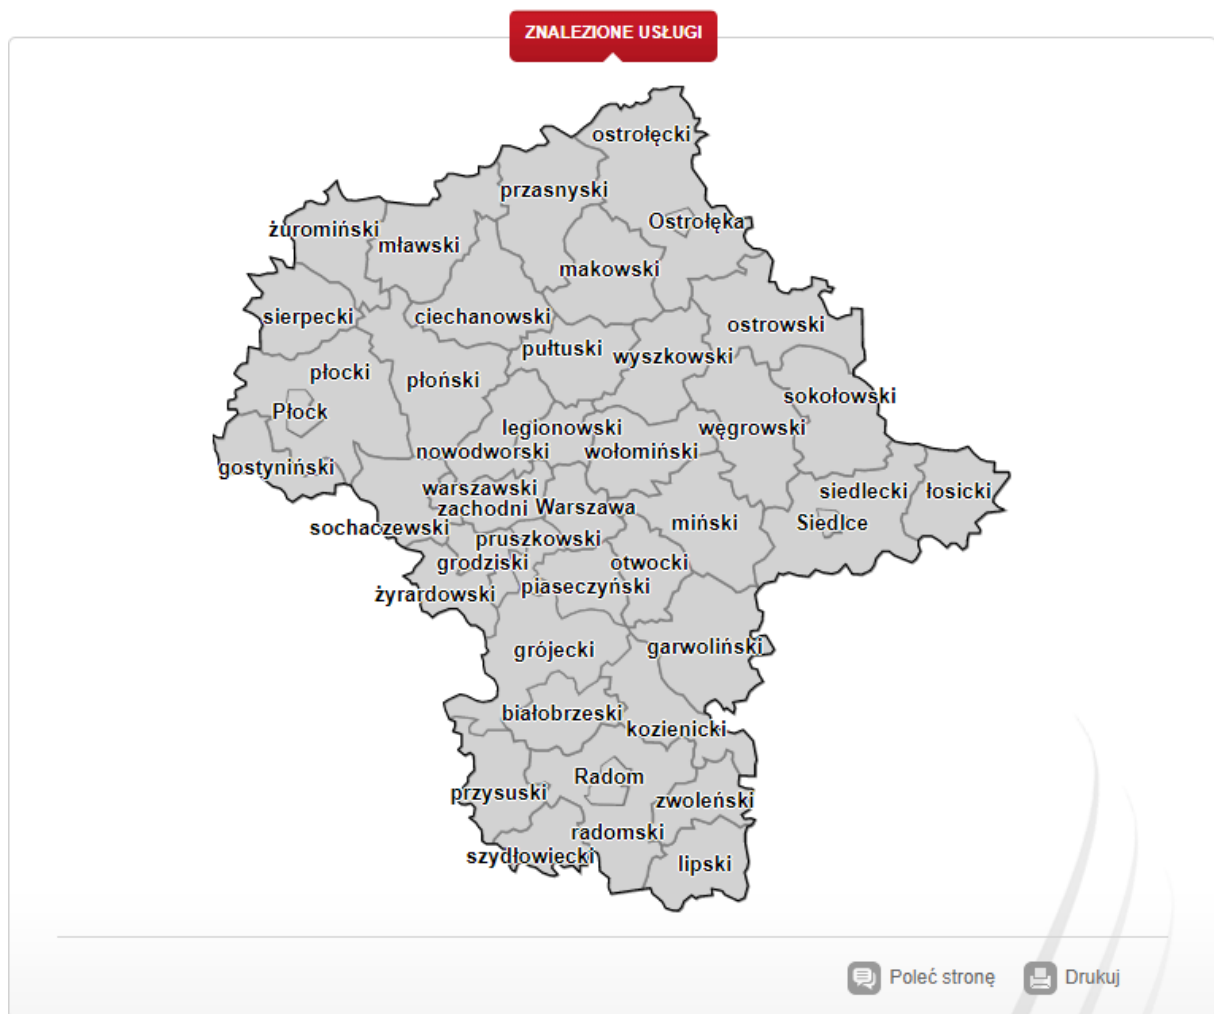 ZNALEZIONE USŁUGI
ostrołęcki
przasnyski
Ostrołęka
żuromiński
mławski
makowski
sierpecki
ciechanowski
ostrowski
pułtuski
wyszkowski
płocki
płoński
sokołowski
Płock
legionowski
węgrowski
nowodworski
wołomiński
gostyniński
warszawski
zachodni
Warszawa
siedlecki
łosicki
sochaczewski
miński
Siedlce
pruszkowski
grodziski
otwocki
piaseczyński
żyrardowski
grójecki
garwoliński
białobrzeski
kozienicki
Radom
przysuski
zwoleński
radomski
szydłowiecki
lipski
Poleć stronę
Drukuj